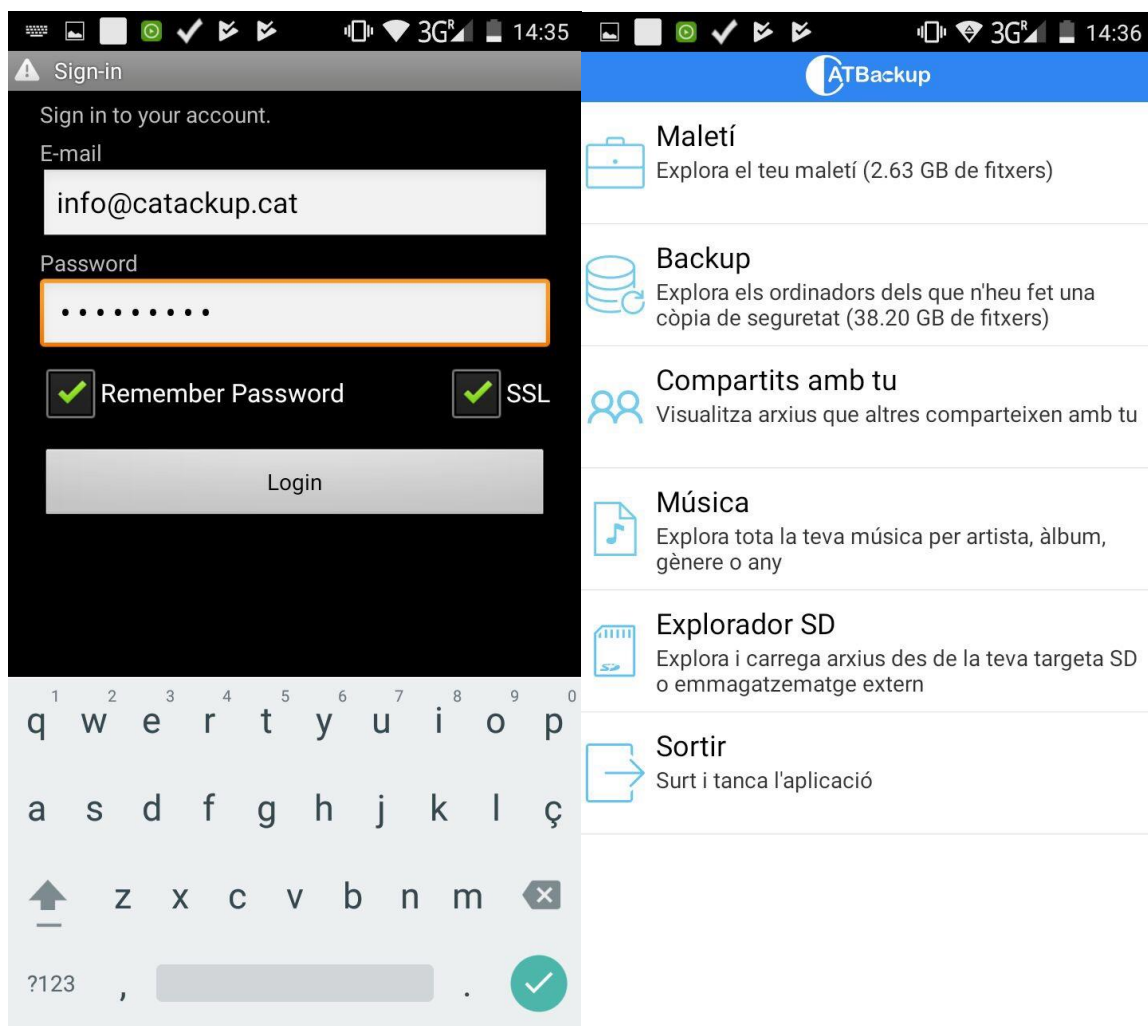 3G R 14:35
Sign-in
Sign in to your account.
E-mail
info@catackup.cat
Password
•••••••••
Remember Password SSL
Login
1 2 3 4 5 6 7 8 9 0
q w e r t y u i o p
a s d f g h j k l ç
z x c v b n m
?123 , .
3G R 14:36
CATBackup
Maletí
Explora el teu maletí (2.63 GB de fitxers)
Backup
Explora els ordinadors dels que n'heu fet una
còpia de seguretat (38.20 GB de fitxers)
Compartits amb tu
Visualitza arxius que altres comparteixen amb tu
Música
Explora tota la teva música per artista, àlbum,
gènere o any
SD
Explorador SD
Explora i carrega arxius des de la teva targeta SD
o emmagatzematge extern
Sortir
Surt i tanca l'aplicació